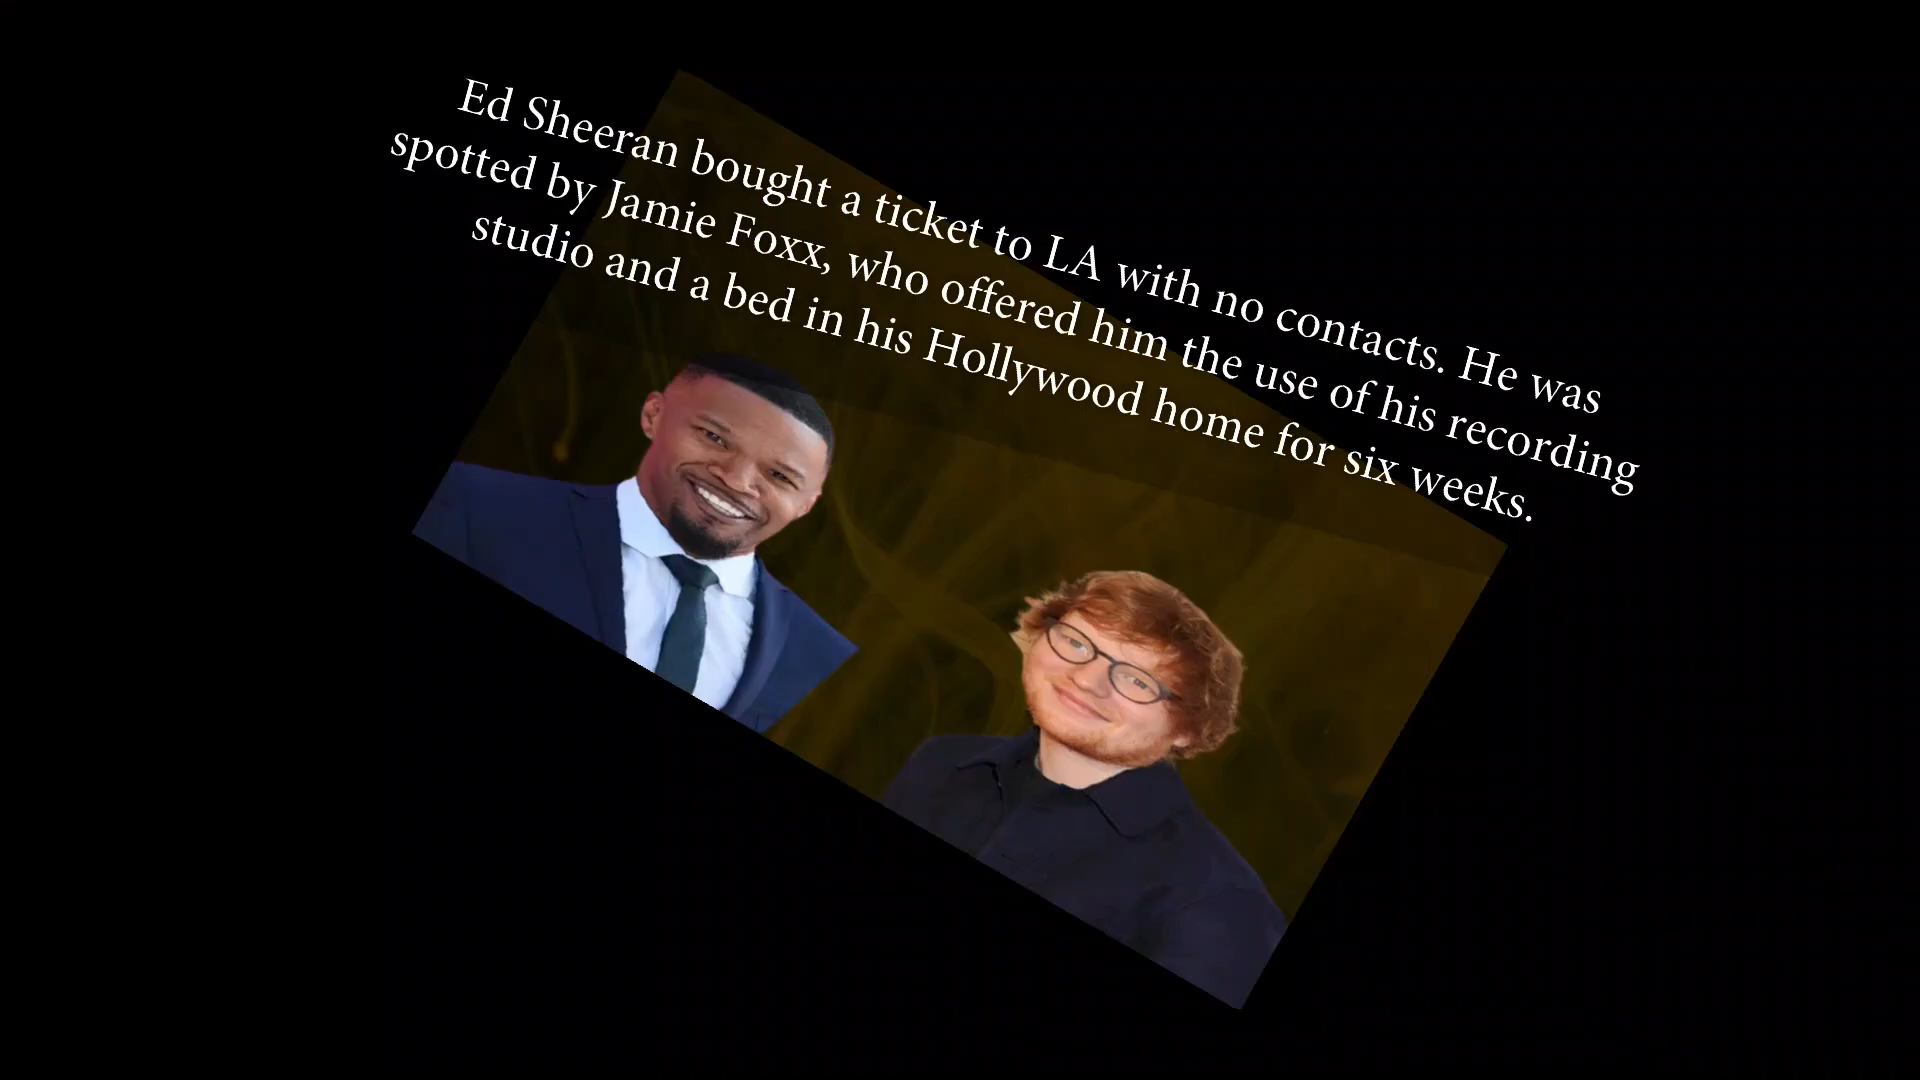 Ed Sheeran bought a ticket to LA with no contacts. He was
spotted by Jamie Foxx, who offered him the use of his recording
studio and a bed in his Hollywood home for six weeks.